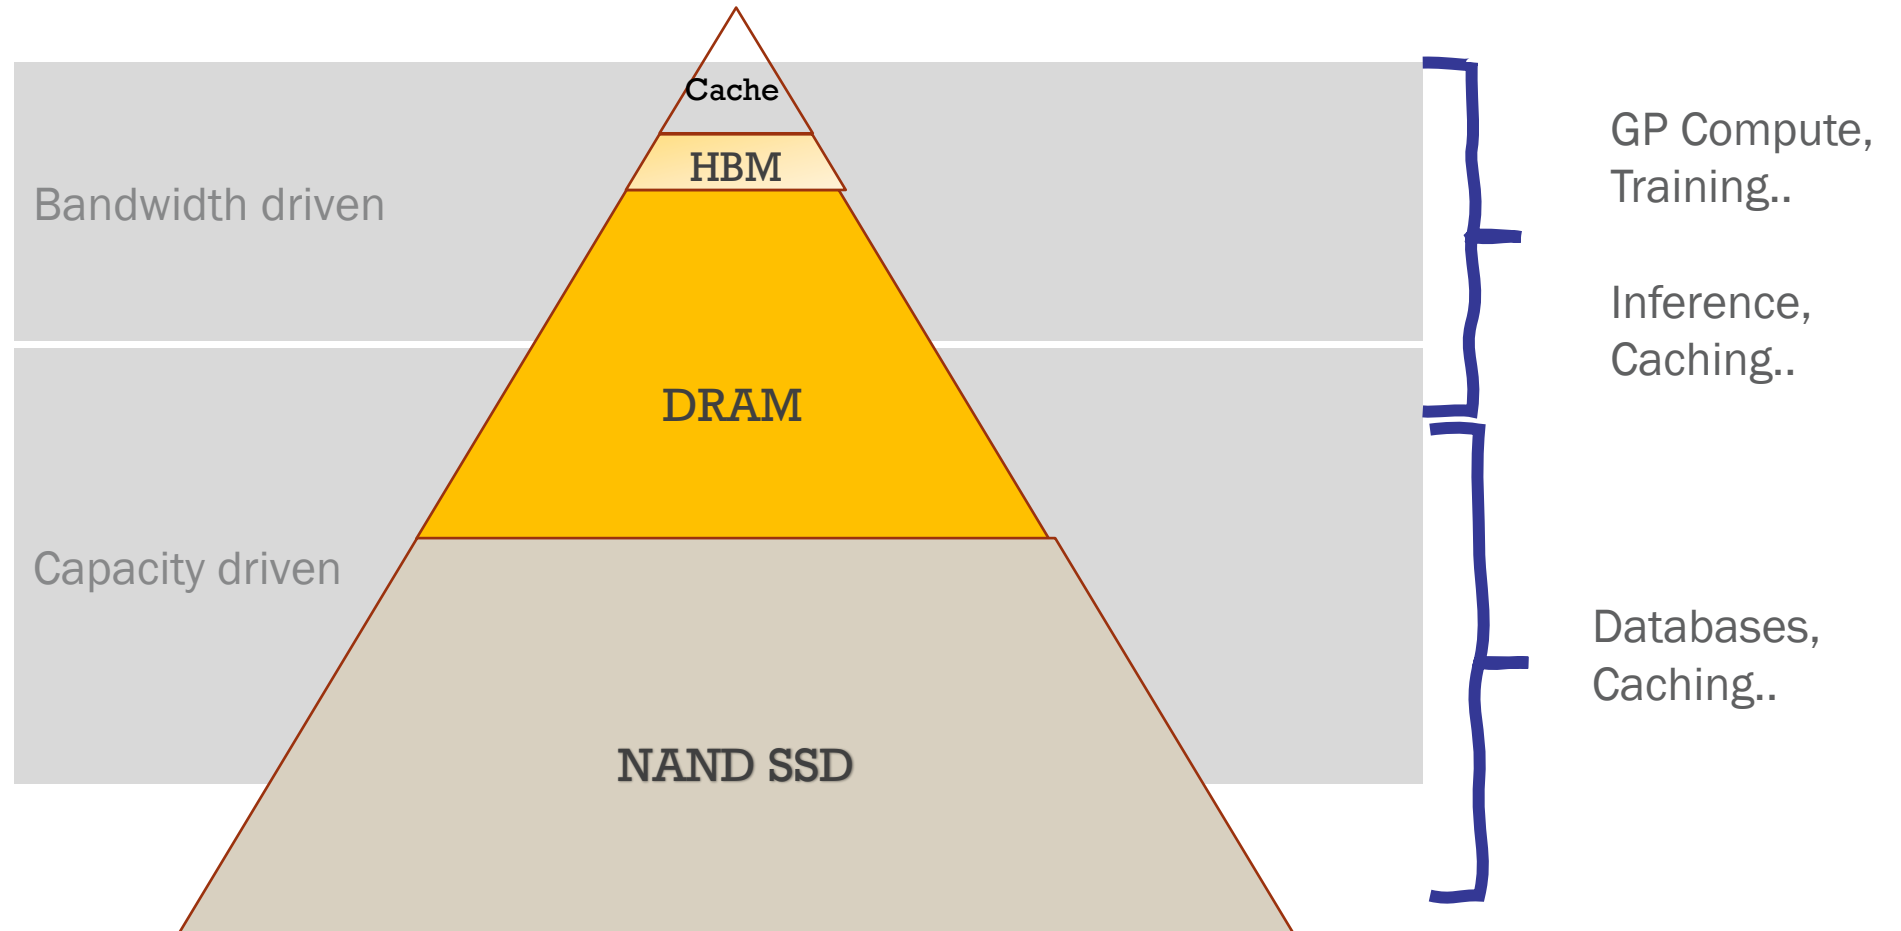 Cache
GP Compute,
Training..
HBM
Bandwidth driven
Inference,
Caching..
DRAM
Capacity driven
Databases,
Caching..
NAND SSD